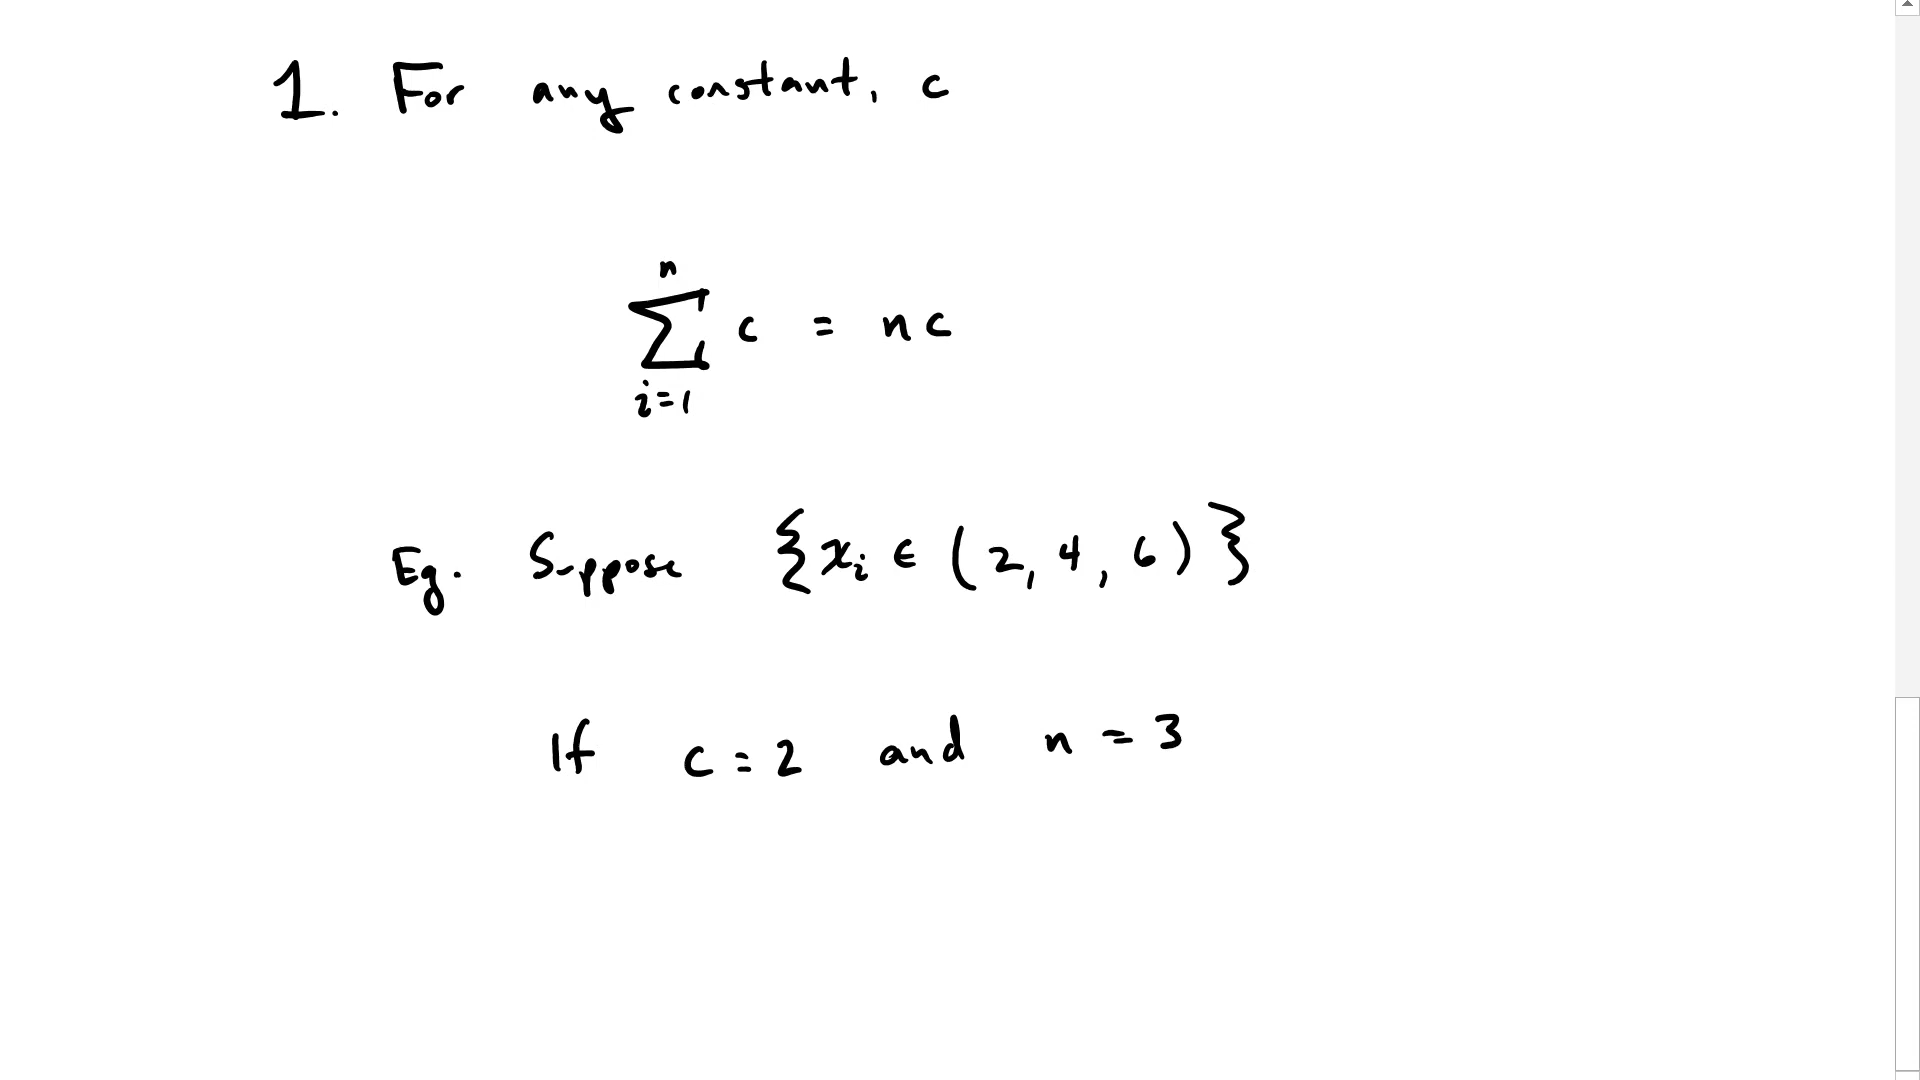 1. For any constant, c
n
∑ c = nc
i=1
Eg. Suppose {xᵢ ∈ (2, 4, 6)}
If c = 2 and n = 3